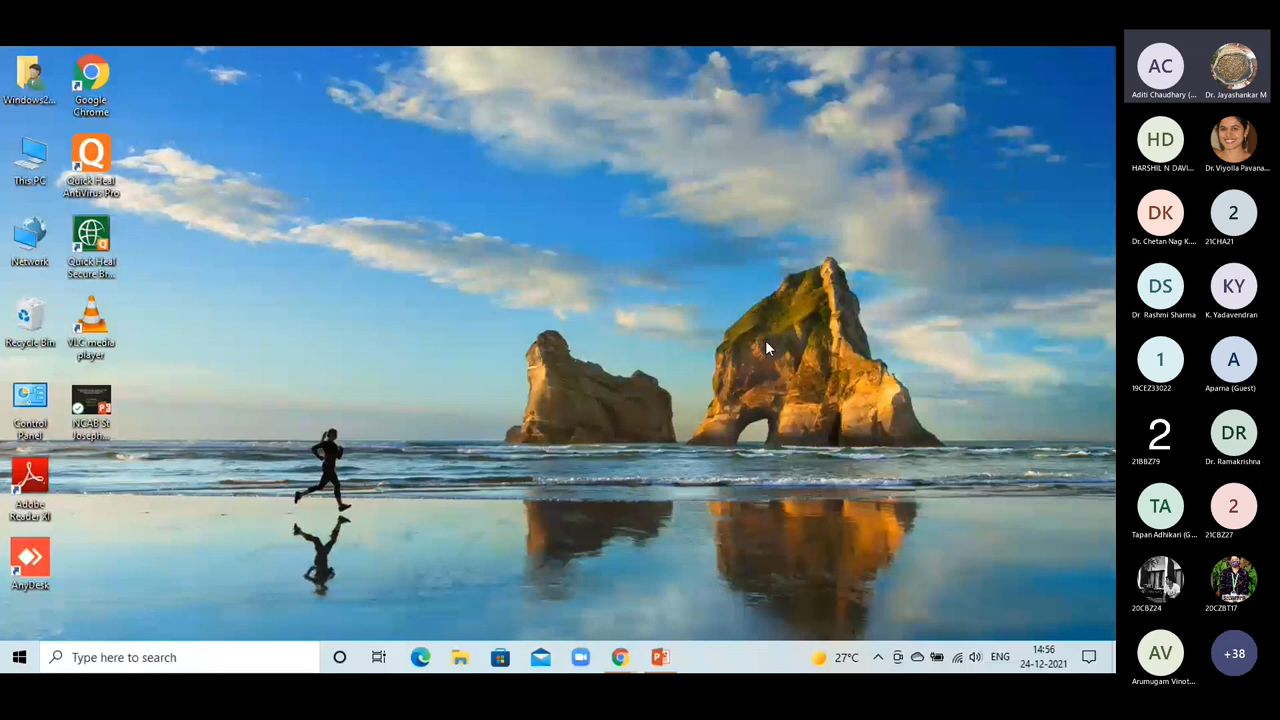 Windows2...
Google
Chrome
This PC
Quick Heal
AntiVirus Pro
Network
Quick Heal
Secure Br...
Recycle Bin
VLC media
player
Control
Panel
NCAB St
Joseph...
Adobe
Reader XI
AnyDesk
Type here to search
27°C
ENG
14:56
24-12-2021
AC
Aditi Chaudhary (...
Dr. Jayashankar M
HD
HARSHIL N DAVI...
Dr. Viyolla Pavana...
DK
Dr. Chetan Nag K....
2
21CHA21
DS
Dr Rashmi Sharma
KY
K. Yadavendran
1
19CEZ33022
A
Aparna (Guest)
2
21BBZ79
DR
Dr. Ramakrishna
TA
Tapan Adhikari (G...
2
21CBZ27
20CBZ24
20CZBT17
AV
Arumugam Vinot...
+38